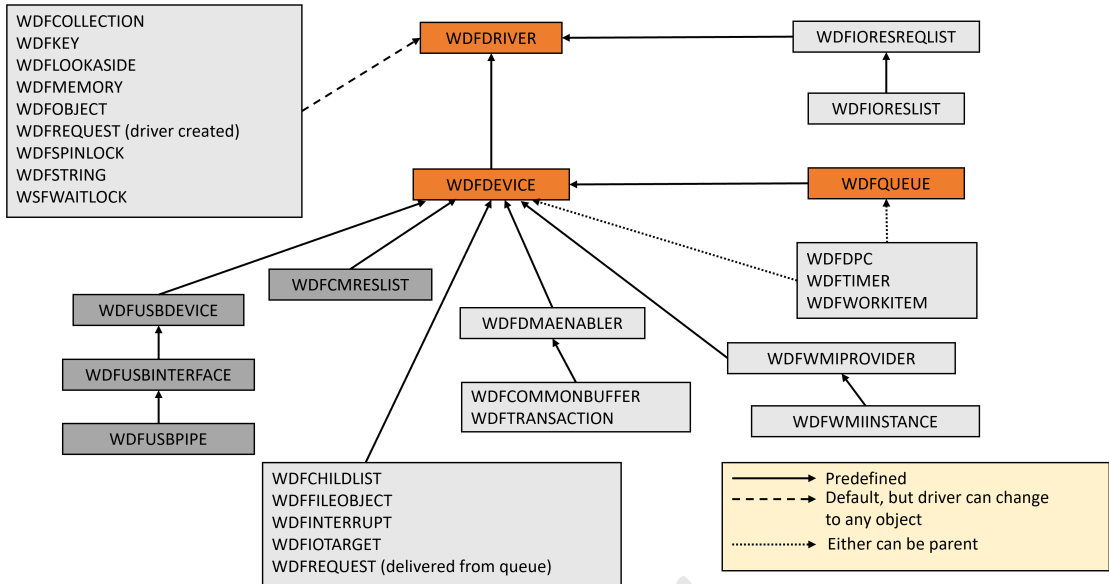 WDFCOLLECTION
WDFKEY
WDFLOOKASIDE
WDFMEMORY
WDFOBJECT
WDFREQUEST (driver created)
WDFSPINLOCK
WDFSTRING
WSFWAITLOCK
WDFDRIVER
WDFIORESREQLIST
WDFIORESLIST
WDFDEVICE
WDFQUEUE
WDFDPC
WDFTIMER
WDFWORKITEM
WDFCMRESLIST
WDFUSBDEVICE
WDFDMAENABLER
WDFUSBINTERFACE
WDFWMIPROVIDER
WDFCOMMONBUFFER
WDFTRANSACTION
WDFWMIINSTANCE
WDFUSBPIPE
WDFCHILDLIST
WDFFILEOBJECT
WDFINTERRUPT
WDFIOTARGET
WDFREQUEST (delivered from queue)
Predefined
Default, but driver can change
to any object
Either can be parent